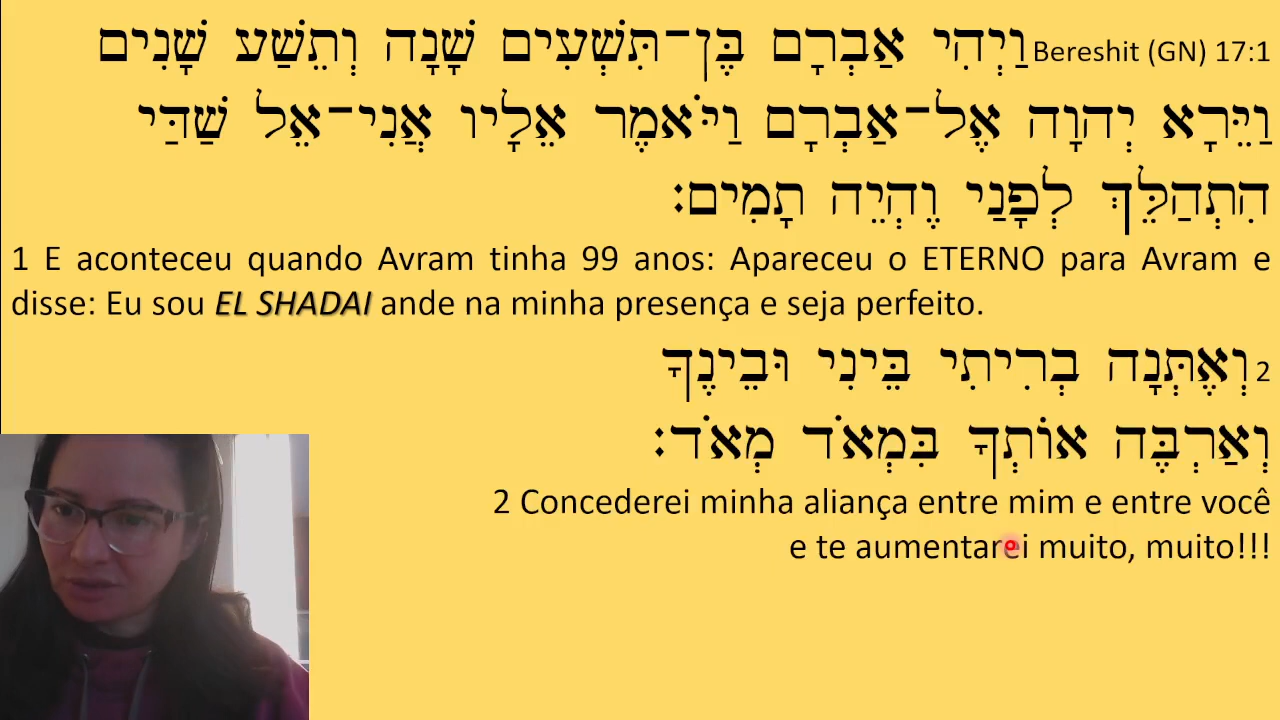 Bereshit (GN) 17:1 וַיְהִי אַבְרָם בֶּן־תִּשְׁעִים שָׁנָה וְתֵשַׁע שָׁנִים
וַיֵּרָא יְהוָה אֶל־אַבְרָם וַיֹּאמֶר אֵלָיו אֲנִי־אֵל שַׁדַּי
הִתְהַלֵּךְ לְפָנַי וֶהְיֵה תָמִים׃
1 E aconteceu quando Avram tinha 99 anos: Apareceu o ETERNO para Avram e
disse: Eu sou EL SHADAI ande na minha presença e seja perfeito.
2 וְאֶתְּנָה בְרִיתִי בֵּינִי וּבֵינֶךָ
וְאַרְבֶּה אוֹתְךָ בִּמְאֹד מְאֹד׃
2 Concederei minha aliança entre mim e entre você
e te aumentarei muito, muito!!!